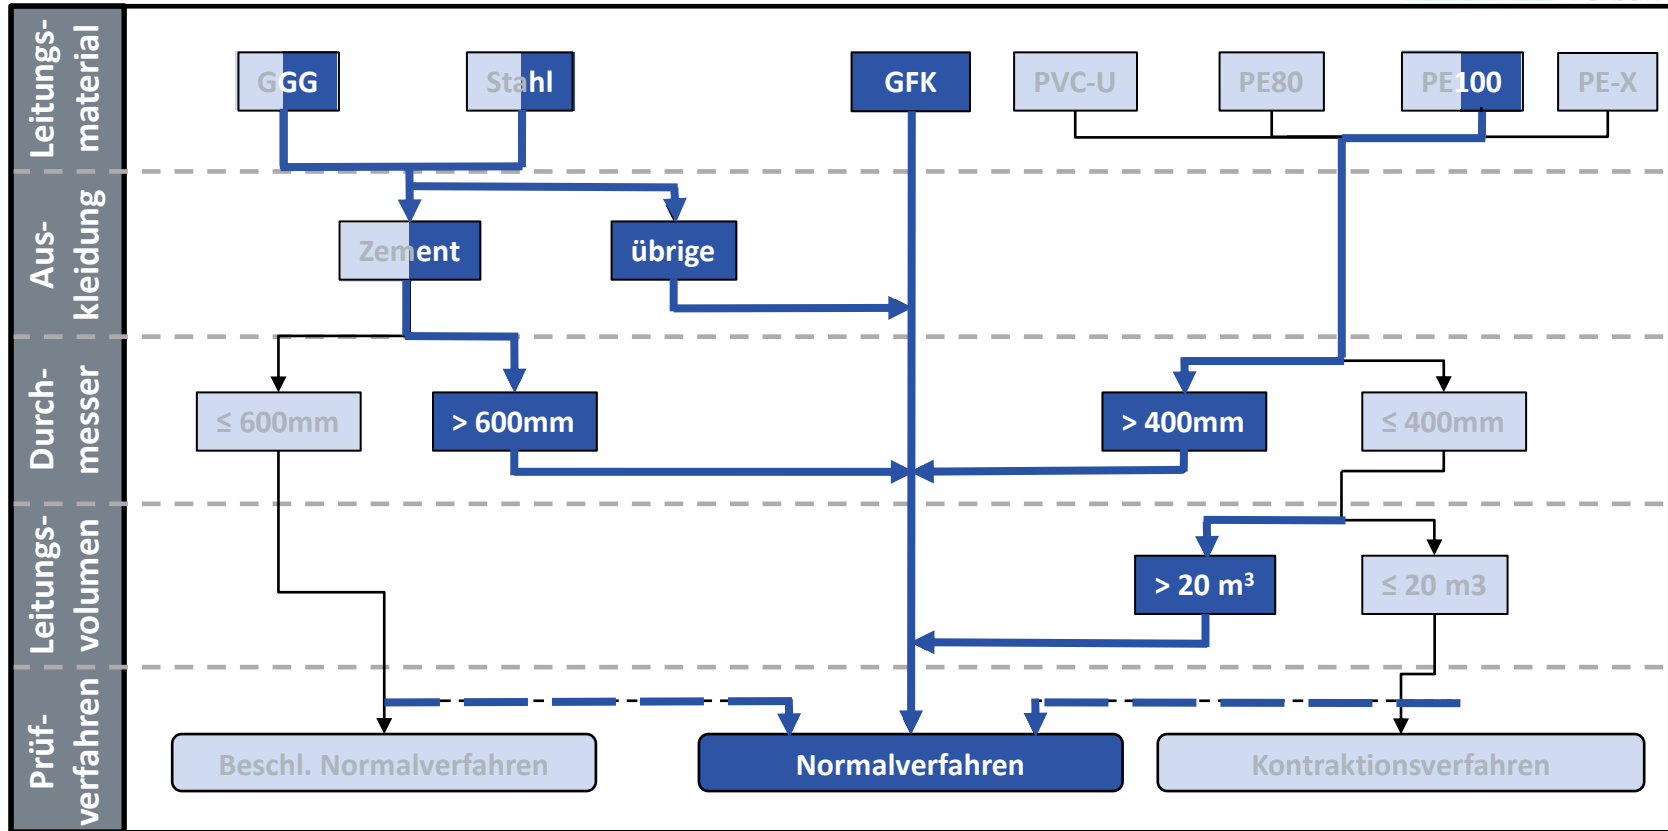 Leitungs-
material
GGG
Stahl
GFK
PVC-U
PE80
PE100
PE-X
Aus-
kleidung
Zement
übrige
Durch-
messer
≤ 600mm
> 600mm
> 400mm
≤ 400mm
Leitungs-
volumen
> 20 m³
≤ 20 m3
Prüf-
verfahren
Beschl. Normalverfahren
Normalverfahren
Kontraktionsverfahren